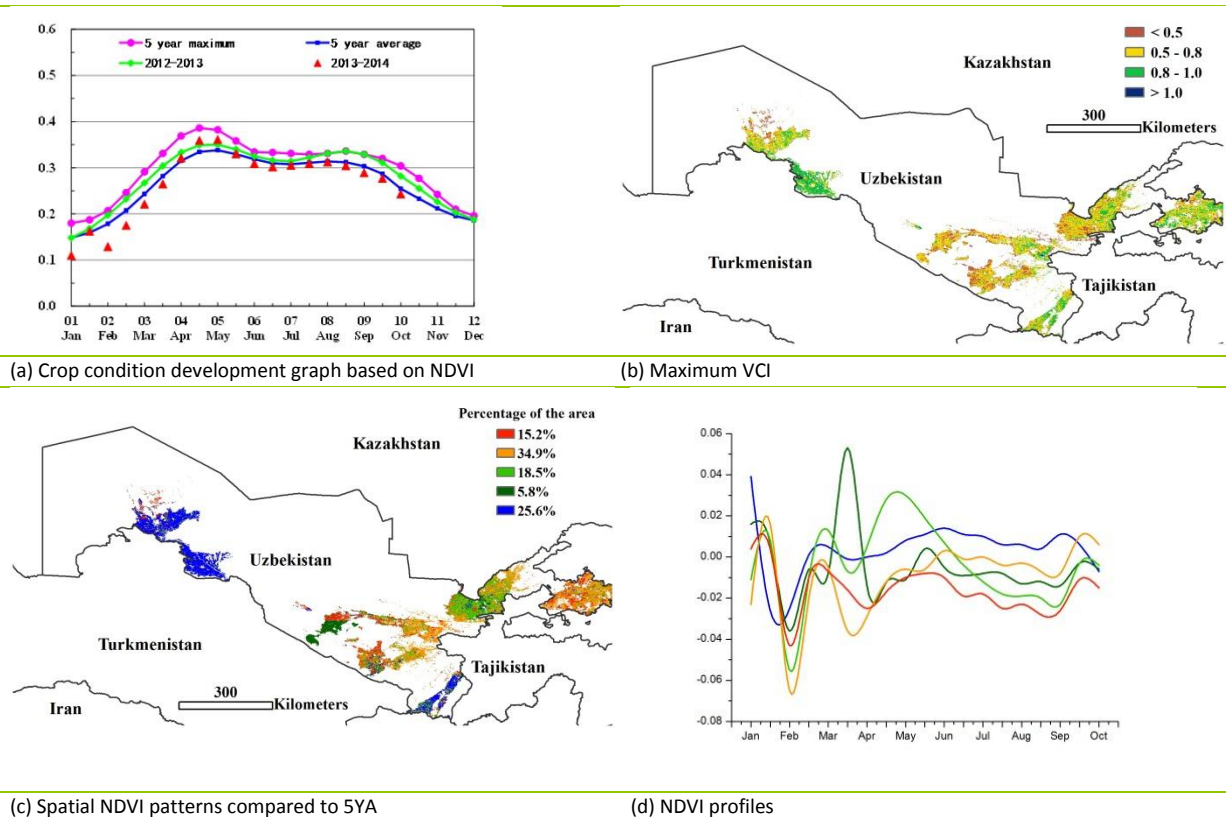 0.6
0.5
0.4
0.3
0.2
0.1
0.0
5 year maximum
5 year average
2012-2013
2013-2014
01 02 03 04 05 06 07 08 09 10 11 12
Jan Feb Mar Apr May Jun Jul Aug Sep Oct Nov Dec
(a) Crop condition development graph based on NDVI
< 0.5
0.5 - 0.8
0.8 - 1.0
> 1.0
300
Kilometers
Kazakhstan
Uzbekistan
Turkmenistan
Tajikistan
Iran
(b) Maximum VCI
Percentage of the area
15.2%
34.9%
18.5%
5.8%
25.6%
Kazakhstan
Uzbekistan
Turkmenistan
Tajikistan
300
Kilometers
Iran
(c) Spatial NDVI patterns compared to 5YA
0.06
0.04
0.02
0.00
-0.02
-0.04
-0.06
-0.08
Jan Feb Mar Apr May Jun Jul Aug Sep Oct
(d) NDVI profiles